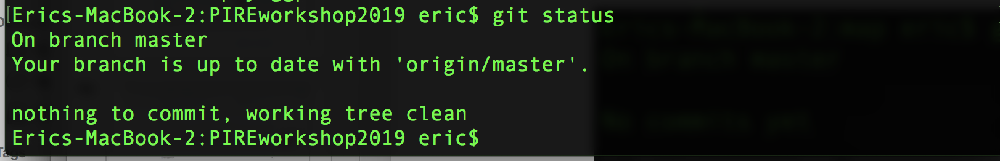 [Erics-MacBook-2:PIREworkshop2019 eric$ git status
On branch master
Your branch is up to date with 'origin/master'.
nothing to commit, working tree clean
Erics-MacBook-2:PIREworkshop2019 eric$
Tags